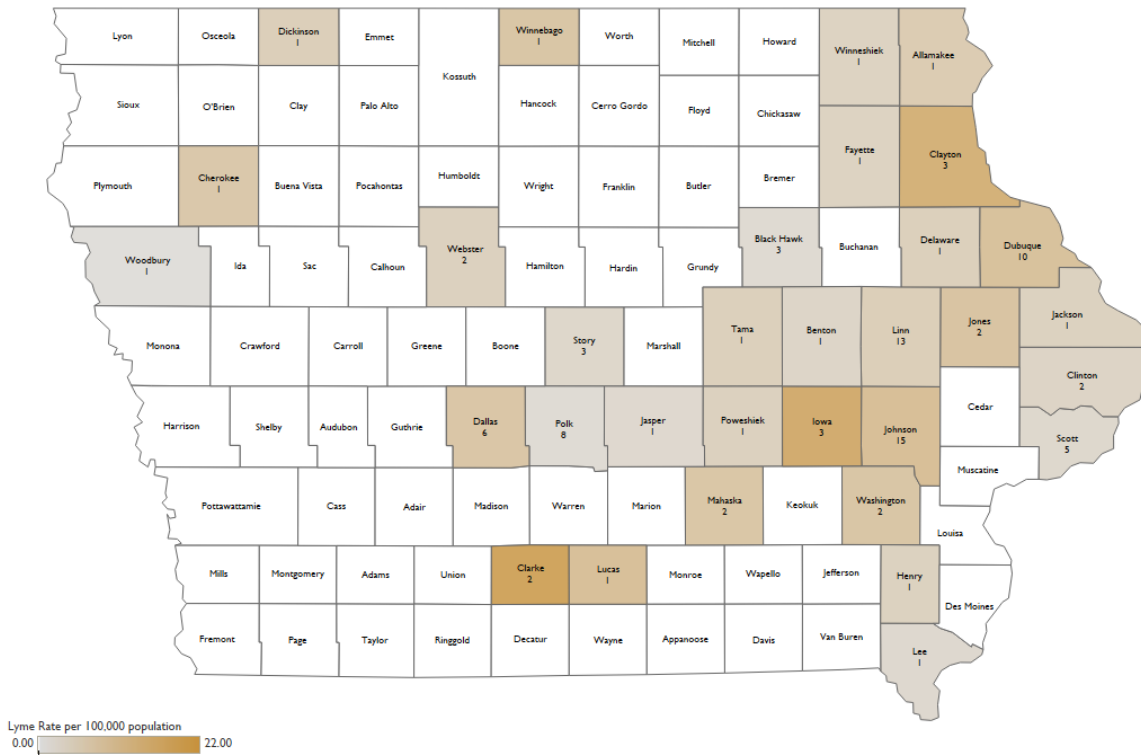 Lyon
Osceola
Dickinson
1
Emmet
Winnebago
1
Worth
Mitchell
Howard
Winneshiek
1
Allamakee
1
Kossuth
Sioux
O'Brien
Clay
Palo Alto
Hancock
Cerro Gordo
Floyd
Chickasaw
Fayette
1
Clayton
3
Plymouth
Cherokee
1
Buena Vista
Pocahontas
Humboldt
Wright
Franklin
Butler
Bremer
Woodbury
1
Ida
Sac
Calhoun
Webster
2
Hamilton
Hardin
Grundy
Black Hawk
3
Buchanan
Delaware
1
Dubuque
10
Monona
Crawford
Carroll
Greene
Boone
Story
3
Marshall
Tama
1
Benton
1
Linn
13
Jones
2
Jackson
1
Clinton
2
Harrison
Shelby
Audubon
Guthrie
Dallas
6
Polk
8
Jasper
1
Poweshiek
1
Iowa
3
Johnson
15
Cedar
Scott
5
Muscatine
Pottawattamie
Cass
Adair
Madison
Warren
Marion
Mahaska
2
Keokuk
Washington
2
Louisa
Mills
Montgomery
Adams
Union
Clarke
2
Lucas
1
Monroe
Wapello
Jefferson
Henry
1
Des Moines
Fremont
Page
Taylor
Ringgold
Decatur
Wayne
Appanoose
Davis
Van Buren
Lee
1
Lyme Rate per 100,000 population
0.00 22.00